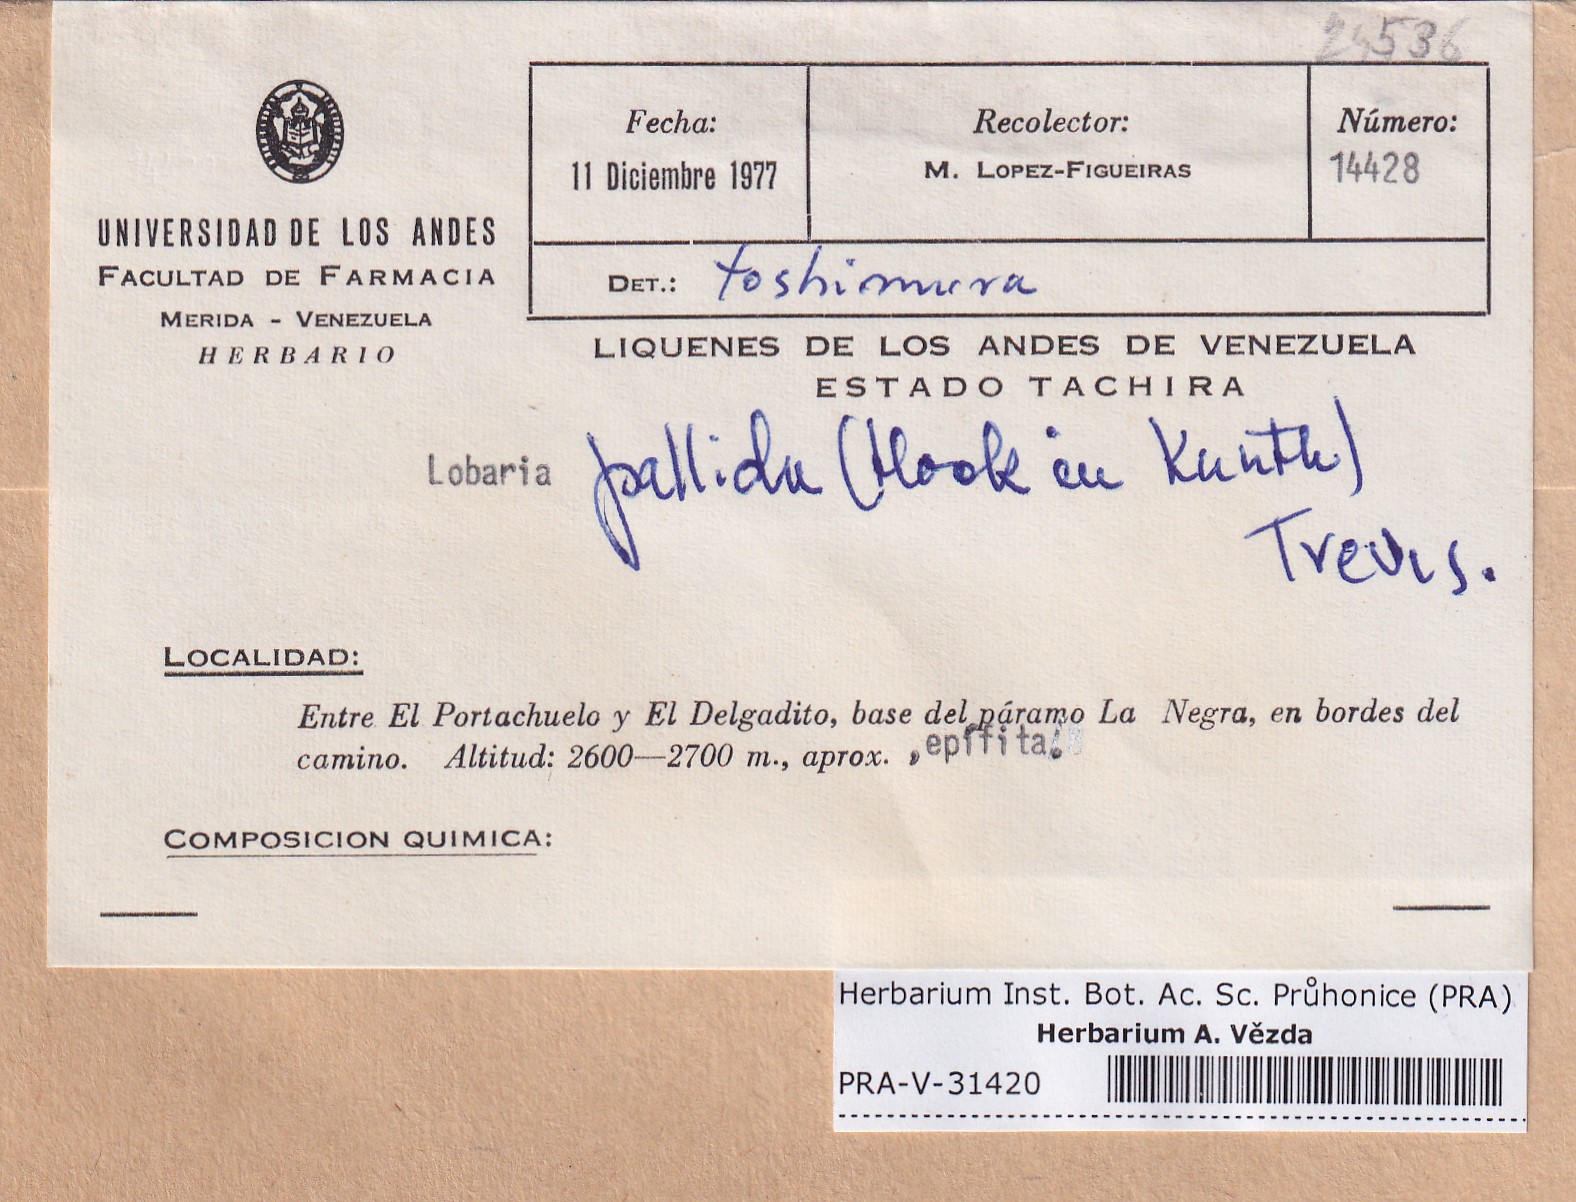 24536
Fecha:
11 Diciembre 1977
Recolector:
M. LOPEZ-FIGUEIRAS
Número:
14428
UNIVERSIDAD DE LOS ANDES
FACULTAD DE FARMACIA
MERIDA - VENEZUELA
HERBARIO
DET.: Yoshimura
LIQUENES DE LOS ANDES DE VENEZUELA
ESTADO TACHIRA
Lobaria pallida (Hook in Kunth)
Trevis.
LOCALIDAD:
Entre El Portachuelo y El Delgadito, base del páramo La Negra, en bordes del
camino. Altitud: 2600—2700 m., aprox. , epífita.
COMPOSICION QUIMICA:
Herbarium Inst. Bot. Ac. Sc. Průhonice (PRA)
Herbarium A. Vězda
PRA-V-31420